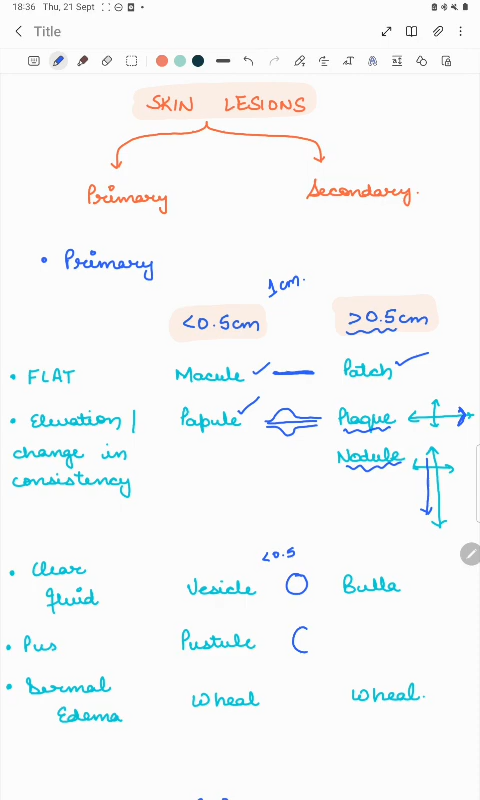 18:36 Thu, 21 Sept
Title
SKIN LESIONS
Primary
Secondary.
• Primary
1cm.
<0.5cm
>0.5cm
• FLAT
Macule
Patch
• Elevation/
change in
consistency
Papule
Plaque
Nodule
<0.5
• Clear
fluid
Vesicle
Bulla
• Pus
Pustule
• Dermal
Edema
Wheal
Wheal.